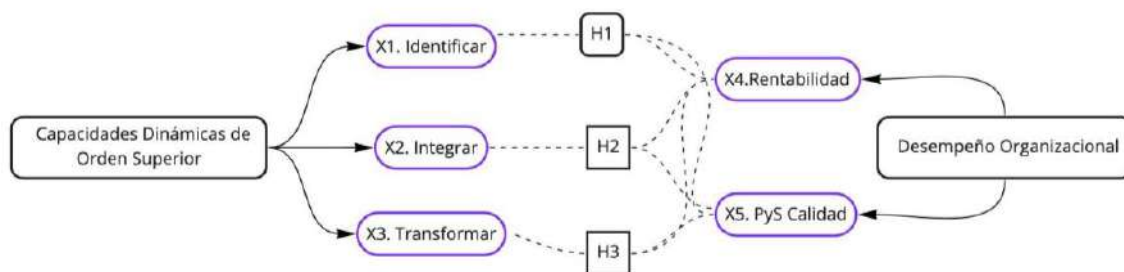 Capacidades Dinámicas de
Orden Superior
X1. Identificar
X2. Integrar
X3. Transformar
H1
H2
H3
X4.Rentabilidad
X5. PyS Calidad
Desempeño Organizacional